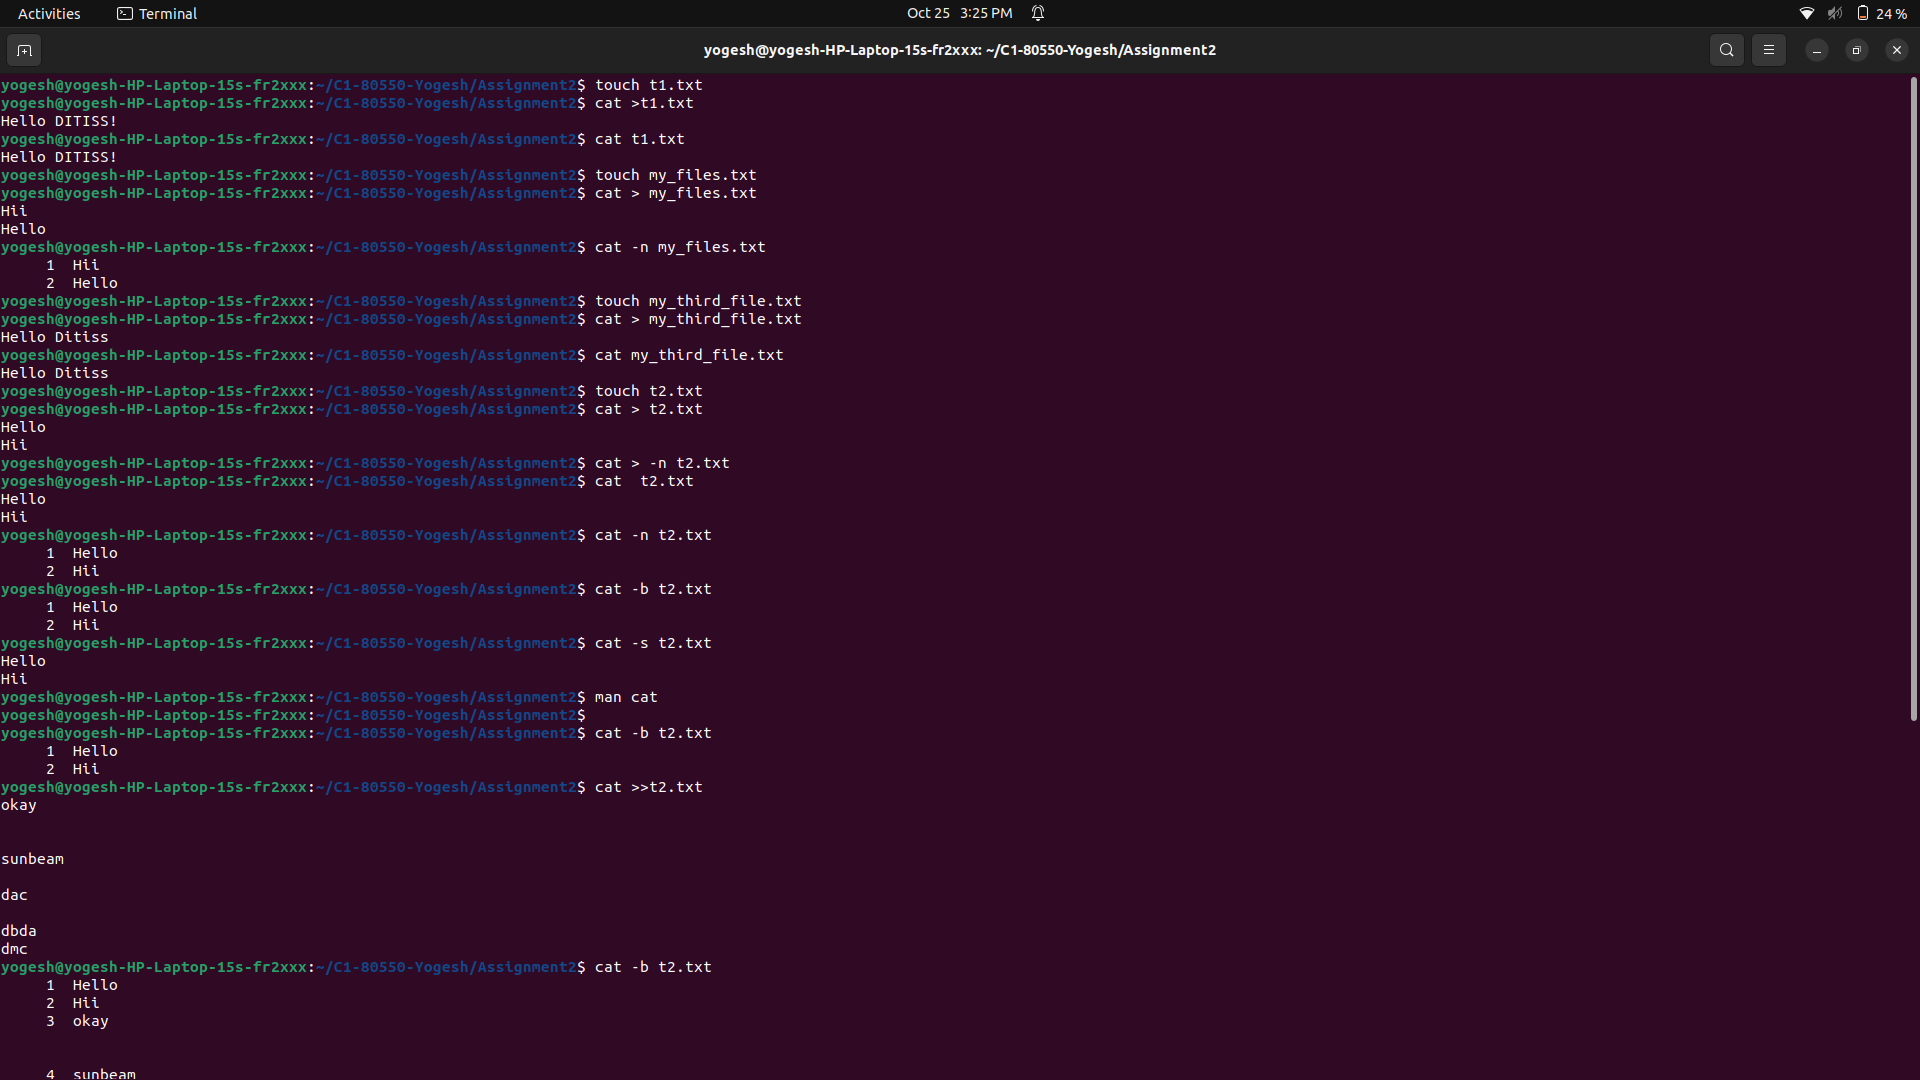 Activities Terminal Oct 25 3:25 PM 24 %
yogesh@yogesh-HP-Laptop-15s-fr2xxx: ~/C1-80550-Yogesh/Assignment2
yogesh@yogesh-HP-Laptop-15s-fr2xxx:~/C1-80550-Yogesh/Assignment2$ touch t1.txt
yogesh@yogesh-HP-Laptop-15s-fr2xxx:~/C1-80550-Yogesh/Assignment2$ cat >t1.txt
Hello DITISS!
yogesh@yogesh-HP-Laptop-15s-fr2xxx:~/C1-80550-Yogesh/Assignment2$ cat t1.txt
Hello DITISS!
yogesh@yogesh-HP-Laptop-15s-fr2xxx:~/C1-80550-Yogesh/Assignment2$ touch my_files.txt
yogesh@yogesh-HP-Laptop-15s-fr2xxx:~/C1-80550-Yogesh/Assignment2$ cat > my_files.txt
Hii
Hello
yogesh@yogesh-HP-Laptop-15s-fr2xxx:~/C1-80550-Yogesh/Assignment2$ cat -n my_files.txt
     1  Hii
     2  Hello
yogesh@yogesh-HP-Laptop-15s-fr2xxx:~/C1-80550-Yogesh/Assignment2$ touch my_third_file.txt
yogesh@yogesh-HP-Laptop-15s-fr2xxx:~/C1-80550-Yogesh/Assignment2$ cat > my_third_file.txt
Hello Ditiss
yogesh@yogesh-HP-Laptop-15s-fr2xxx:~/C1-80550-Yogesh/Assignment2$ cat my_third_file.txt
Hello Ditiss
yogesh@yogesh-HP-Laptop-15s-fr2xxx:~/C1-80550-Yogesh/Assignment2$ touch t2.txt
yogesh@yogesh-HP-Laptop-15s-fr2xxx:~/C1-80550-Yogesh/Assignment2$ cat > t2.txt
Hello
Hii
yogesh@yogesh-HP-Laptop-15s-fr2xxx:~/C1-80550-Yogesh/Assignment2$ cat > -n t2.txt
yogesh@yogesh-HP-Laptop-15s-fr2xxx:~/C1-80550-Yogesh/Assignment2$ cat  t2.txt
Hello
Hii
yogesh@yogesh-HP-Laptop-15s-fr2xxx:~/C1-80550-Yogesh/Assignment2$ cat -n t2.txt
     1  Hello
     2  Hii
yogesh@yogesh-HP-Laptop-15s-fr2xxx:~/C1-80550-Yogesh/Assignment2$ cat -b t2.txt
     1  Hello
     2  Hii
yogesh@yogesh-HP-Laptop-15s-fr2xxx:~/C1-80550-Yogesh/Assignment2$ cat -s t2.txt
Hello
Hii
yogesh@yogesh-HP-Laptop-15s-fr2xxx:~/C1-80550-Yogesh/Assignment2$ man cat
yogesh@yogesh-HP-Laptop-15s-fr2xxx:~/C1-80550-Yogesh/Assignment2$
yogesh@yogesh-HP-Laptop-15s-fr2xxx:~/C1-80550-Yogesh/Assignment2$ cat -b t2.txt
     1  Hello
     2  Hii
yogesh@yogesh-HP-Laptop-15s-fr2xxx:~/C1-80550-Yogesh/Assignment2$ cat >>t2.txt
okay
sunbeam
dac
dbda
dmc
yogesh@yogesh-HP-Laptop-15s-fr2xxx:~/C1-80550-Yogesh/Assignment2$ cat -b t2.txt
     1  Hello
     2  Hii
     3  okay
     4  sunbeam